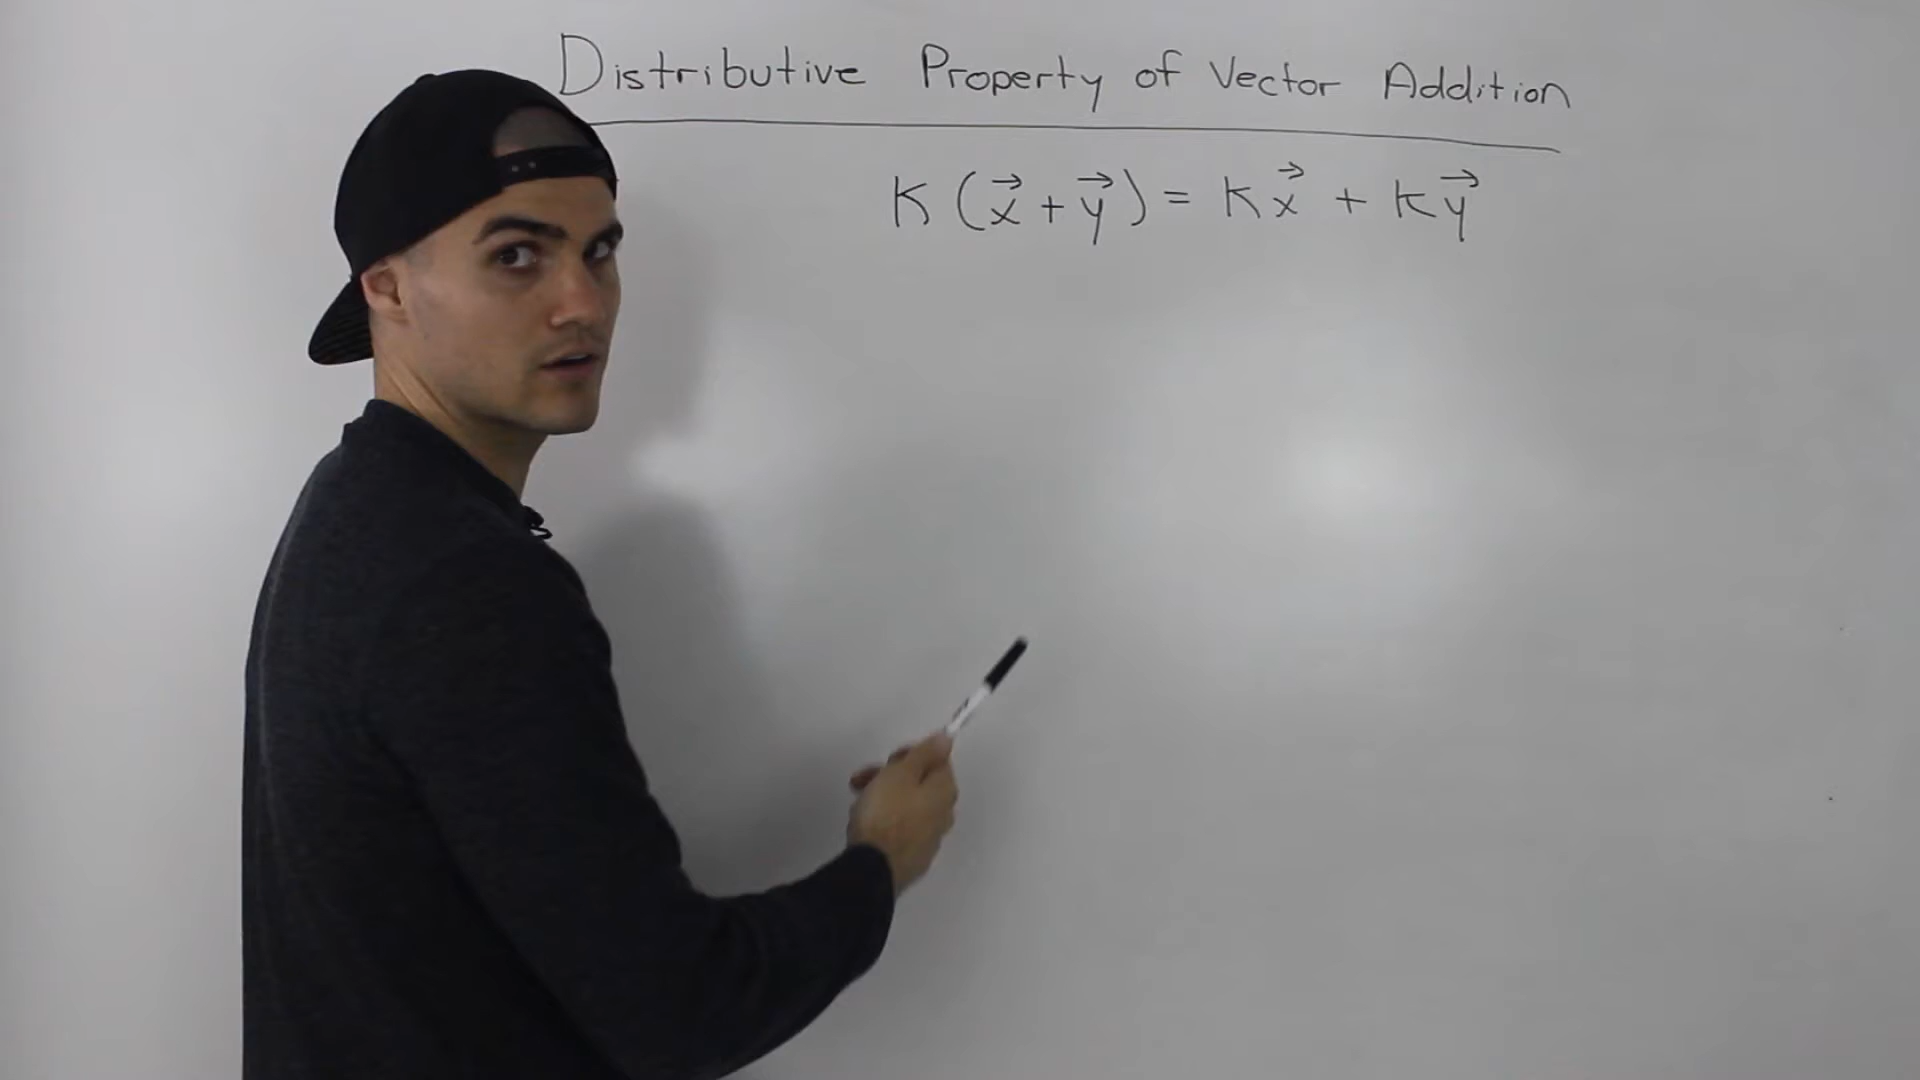 Distributive Property of Vector Addition
K(x⃗ + y⃗) = Kx⃗ + Ky⃗